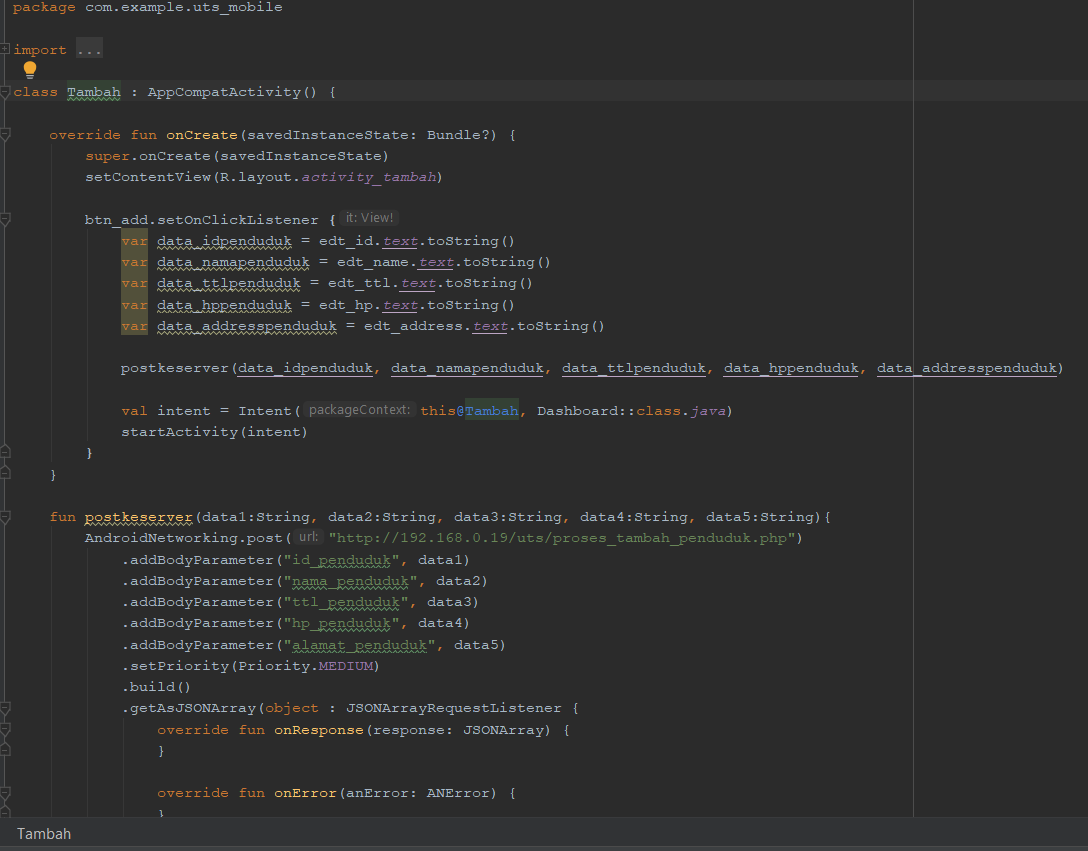 package com.example.uts_mobile
import ...
class Tambah : AppCompatActivity() {
override fun onCreate(savedInstanceState: Bundle?) {
super.onCreate(savedInstanceState)
setContentView(R.layout.activity_tambah)
btn_add.setOnClickListener { it: View!
var data_idpenduduk = edt_id.text.toString()
var data_namapenduduk = edt_name.text.toString()
var data_ttlpenduduk = edt_ttl.text.toString()
var data_hppenduduk = edt_hp.text.toString()
var data_addresspenduduk = edt_address.text.toString()
postkeserver(data_idpenduduk, data_namapenduduk, data_ttlpenduduk, data_hppenduduk, data_addresspenduduk)
val intent = Intent( packageContext: this@Tambah, Dashboard::class.java)
startActivity(intent)
}
}
fun postkeserver(data1:String, data2:String, data3:String, data4:String, data5:String){
AndroidNetworking.post( url: "http://192.168.0.19/uts/proses_tambah_penduduk.php")
.addBodyParameter("id_penduduk", data1)
.addBodyParameter("nama_penduduk", data2)
.addBodyParameter("ttl_penduduk", data3)
.addBodyParameter("hp_penduduk", data4)
.addBodyParameter("alamat_penduduk", data5)
.setPriority(Priority.MEDIUM)
.build()
.getAsJSONArray(object : JSONArrayRequestListener {
override fun onResponse(response: JSONArray) {
}
override fun onError(anError: ANError) {
}
Tambah